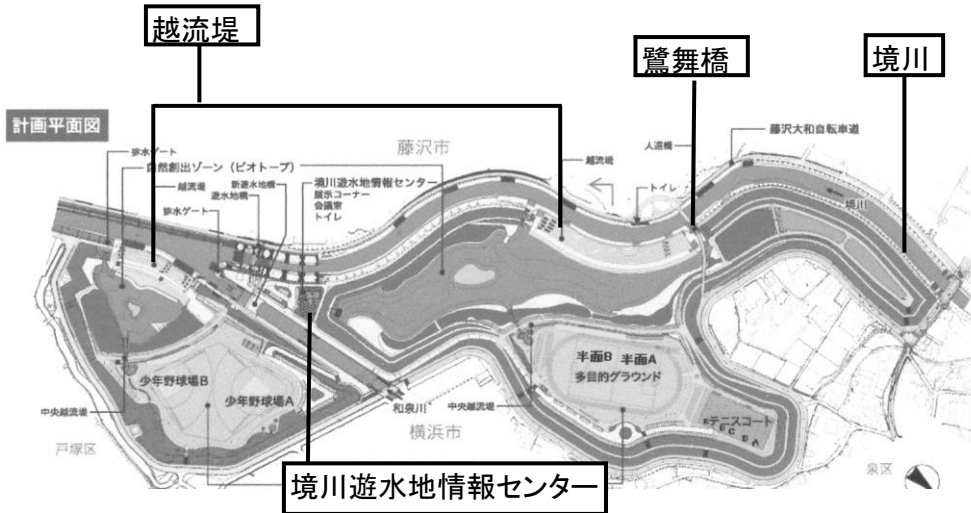 越流堤
鷺舞橋
境川
計画平面図
藤沢市
藤沢大和自転車道
人道橋
排水ゲート
自然創出ゾーン（ビオトープ）
越流堤
新遊水地橋
遊水地橋
排水ゲート
境川遊水地情報センター
展示コーナー
会議室
トイレ
越流堤
トイレ
境川
半面B 半面A
多目的グラウンド
少年野球場B
少年野球場A
中央越流堤
和泉川
中央越流堤
テニスコート
E D C B A
横浜市
戸塚区
泉区
境川遊水地情報センター